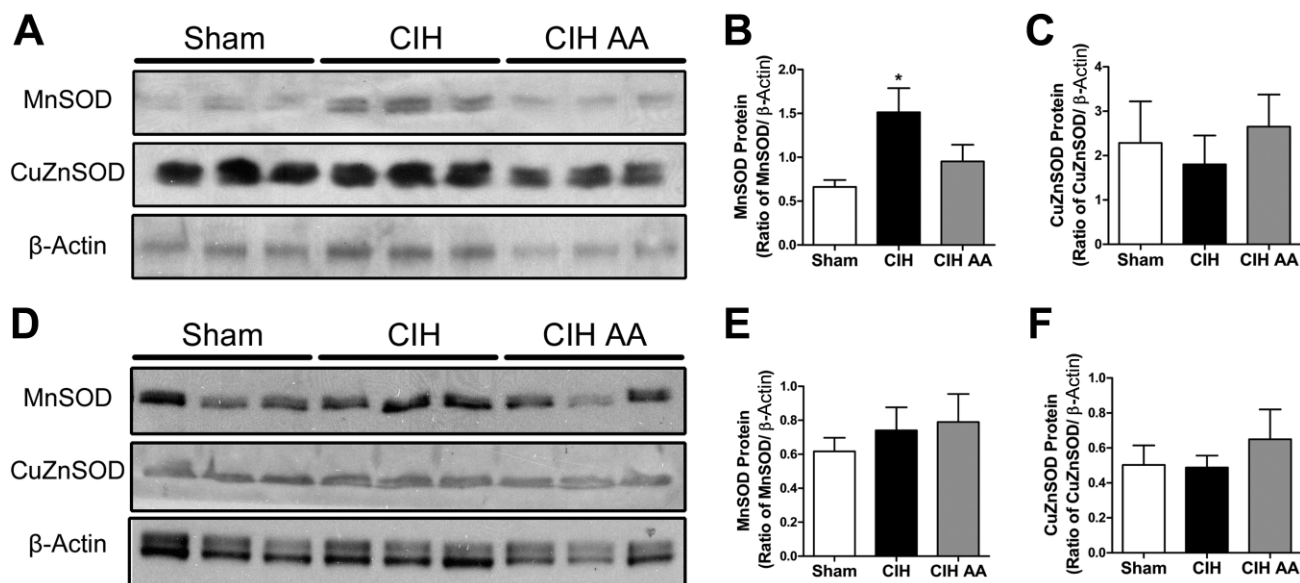 A
Sham CIH CIH AA
MnSOD
CuZnSOD
β-Actin
B
MnSOD Protein
(Ratio of MnSOD/ β-Actin)
2.0
1.5
1.0
0.5
0.0
*
Sham CIH CIH AA
C
CuZnSOD Protein
(Ratio of CuZnSOD/ β-Actin)
4
3
2
1
0
Sham CIH CIH AA
D
Sham CIH CIH AA
MnSOD
CuZnSOD
β-Actin
E
MnSOD Protein
(Ratio of MnSOD/ β-Actin)
1.0
0.8
0.6
0.4
0.2
0.0
Sham CIH CIH AA
F
CuZnSOD Protein
(Ratio of CuZnSOD/ β-Actin)
1.0
0.8
0.6
0.4
0.2
0.0
Sham CIH CIH AA